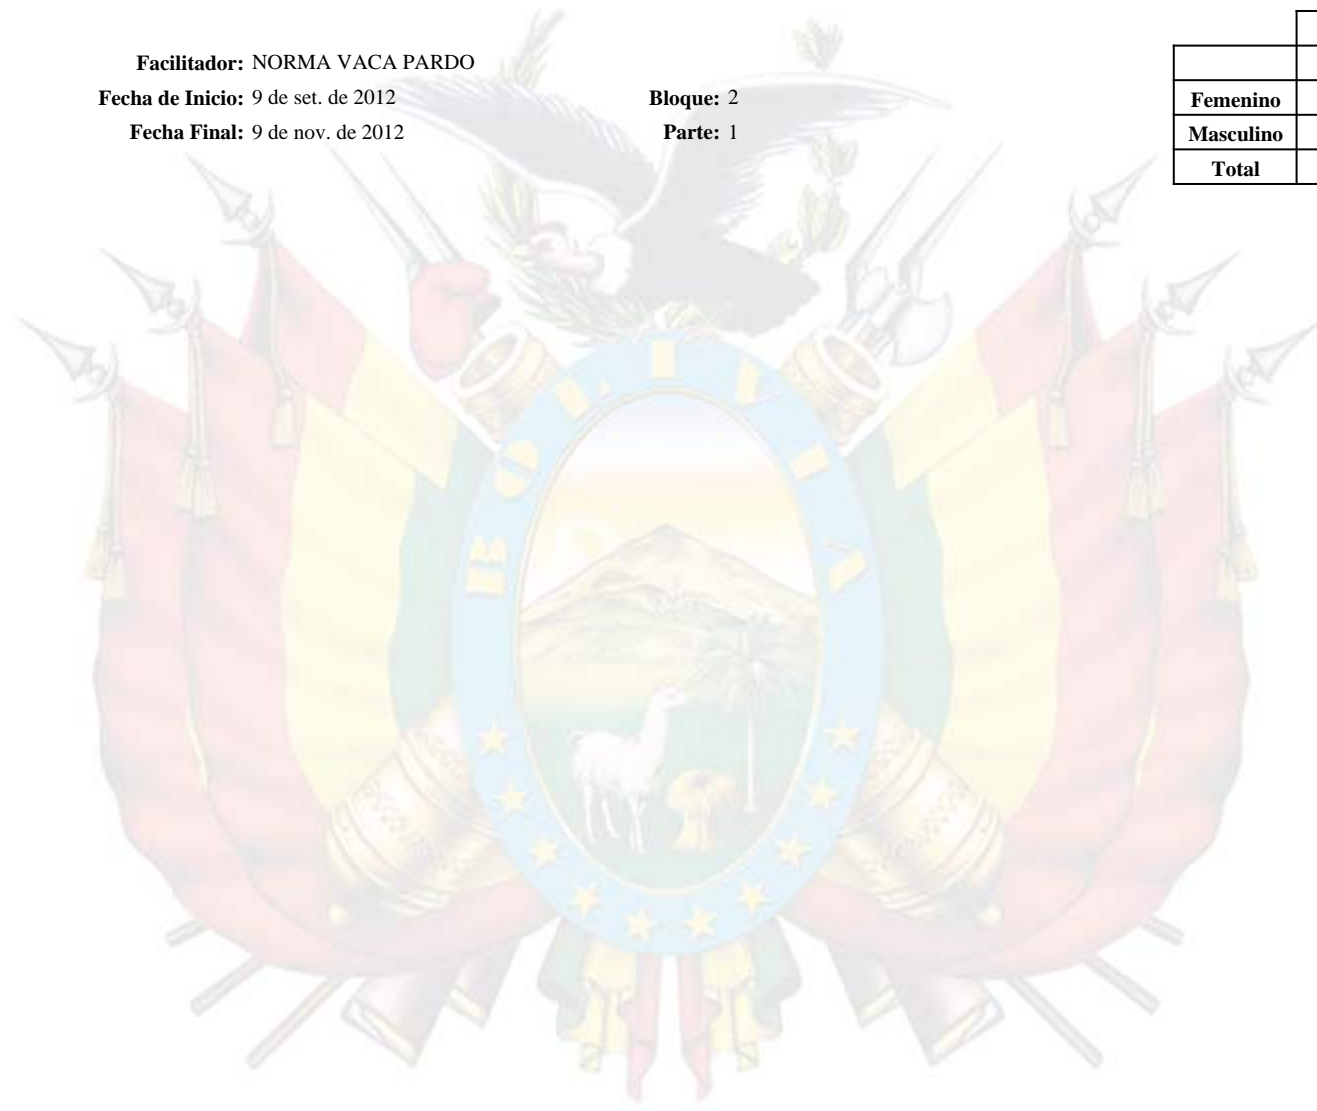 Facilitador: NORMA VACA PARDO
Fecha de Inicio: 9 de set. de 2012 Bloque: 2
Fecha Final: 9 de nov. de 2012 Parte: 1
Femenino
Masculino
Total
BOLIVIA